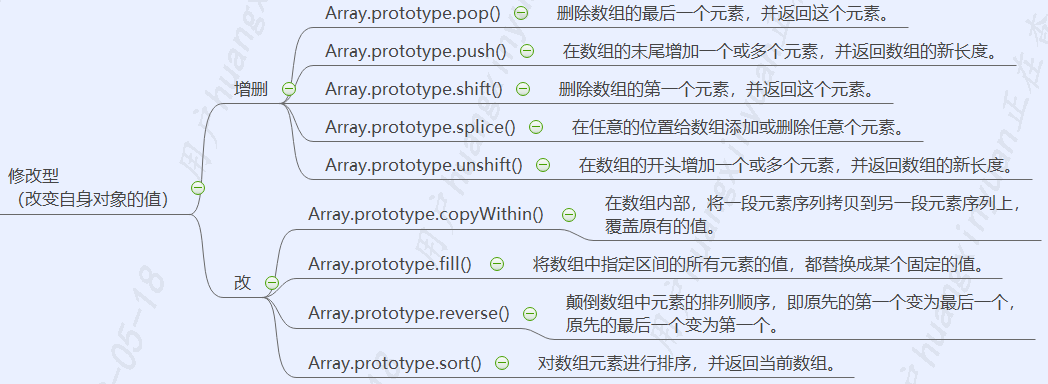 Array.prototype.pop() 删除数组的最后一个元素，并返回这个元素。
Array.prototype.push() 在数组的末尾增加一个或多个元素，并返回数组的新长度。
增删
Array.prototype.shift() 删除数组的第一个元素，并返回这个元素。
Array.prototype.splice() 在任意的位置给数组添加或删除任意个元素。
Array.prototype.unshift() 在数组的开头增加一个或多个元素，并返回数组的新长度。
修改型
（改变自身对象的值）
Array.prototype.copyWithin() 在数组内部，将一段元素序列拷贝到另一段元素序列上，
覆盖原有的值。
改
Array.prototype.fill() 将数组中指定区间的所有元素的值，都替换成某个固定的值。
Array.prototype.reverse() 颠倒数组中元素的排列顺序，即原先的第一个变为最后一个，
原先的最后一个变为第一个。
Array.prototype.sort() 对数组元素进行排序，并返回当前数组。